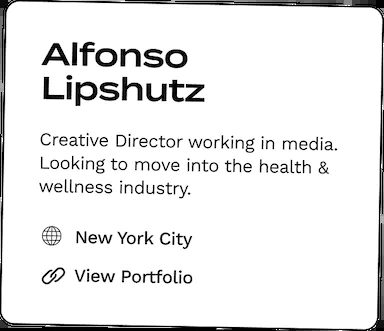 Alfonso
Lipshutz
Creative Director working in media.
Looking to move into the health &
wellness industry.
New York City
View Portfolio